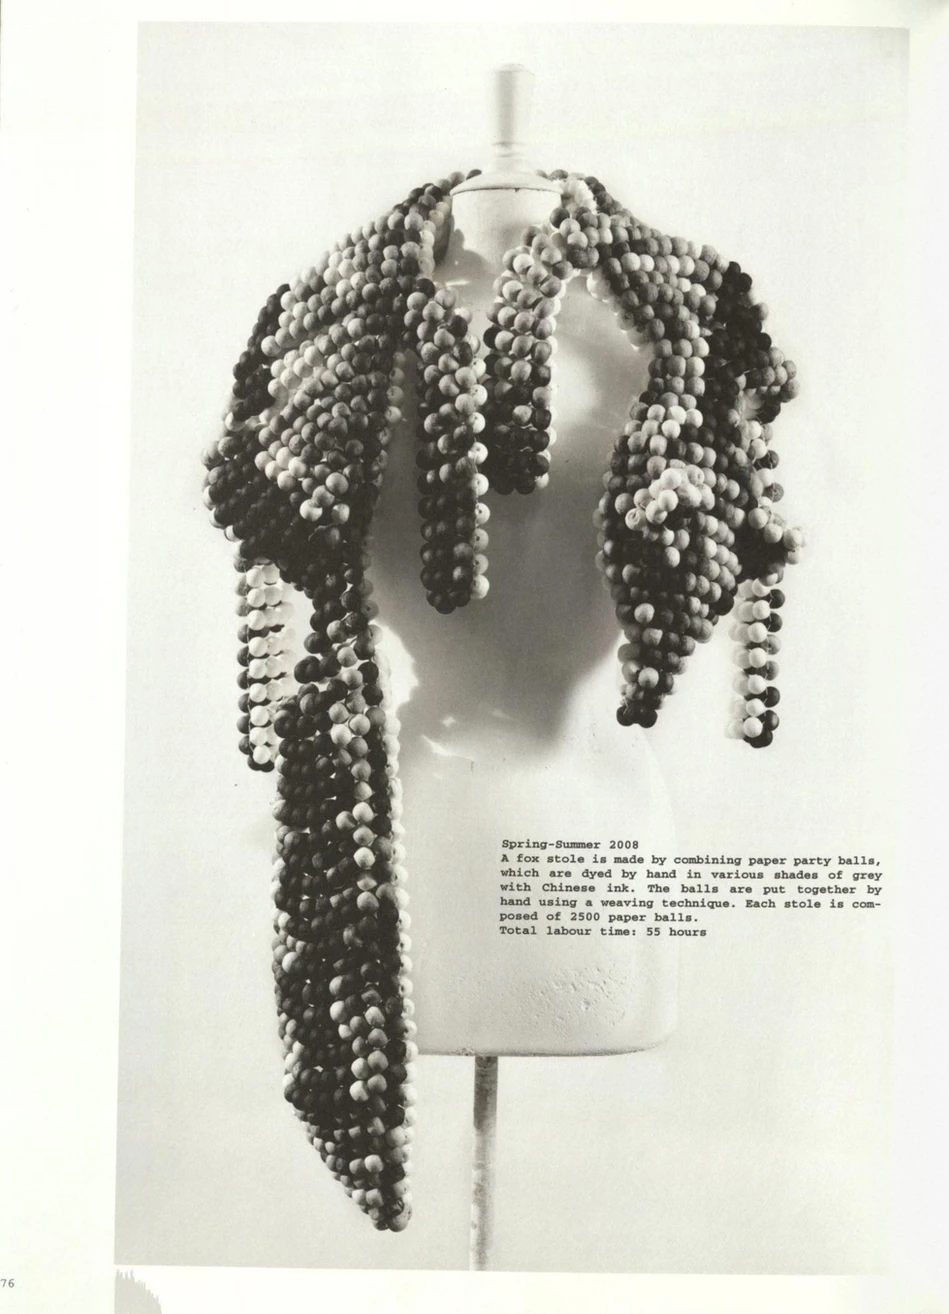 Spring-Summer 2008
A fox stole is made by combining paper party balls,
which are dyed by hand in various shades of grey
with Chinese ink. The balls are put together by
hand using a weaving technique. Each stole is com-
posed of 2500 paper balls.
Total labour time: 55 hours
76